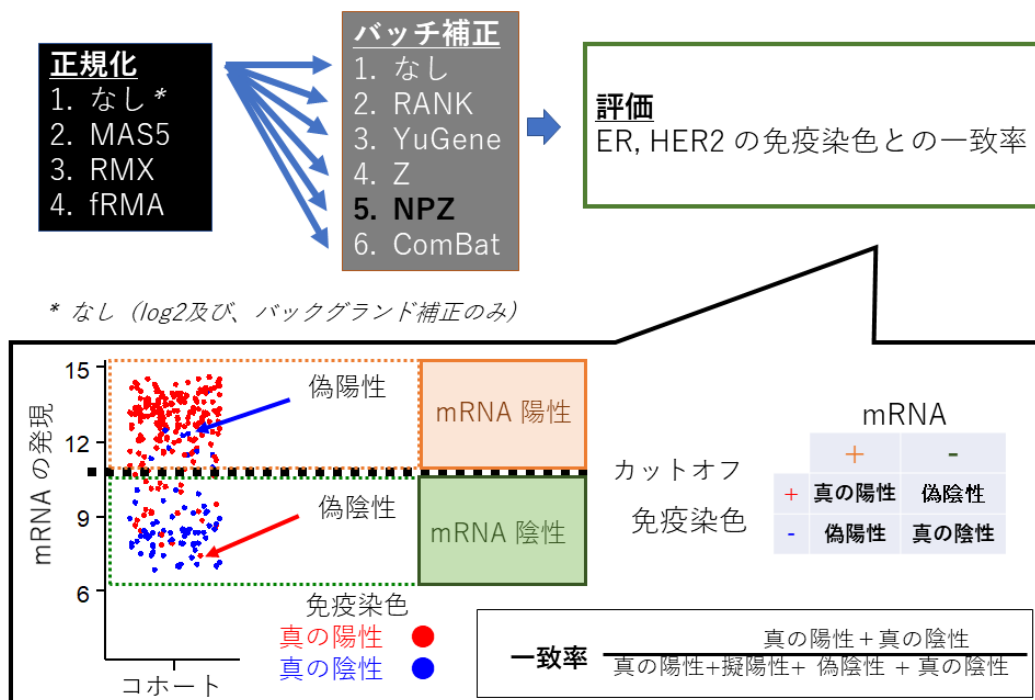 正規化
1. なし*
2. MAS5
3. RMX
4. fRMA
バッチ補正
1. なし
2. RANK
3. YuGene
4. Z
5. NPZ
6. ComBat
評価
ER, HER2 の免疫染色との一致率
* なし（log2及び、バックグランド補正のみ）
mRNA の発現
15
12
9
6
コホート
偽陽性
偽陰性
mRNA 陽性
mRNA 陰性
カットオフ
免疫染色
真の陽性
真の陰性
mRNA
+ -
免疫染色
+ 真の陽性 偽陰性
- 偽陽性 真の陰性
一致率
真の陽性＋真の陰性
真の陽性+擬陽性+ 偽陰性 + 真の陰性